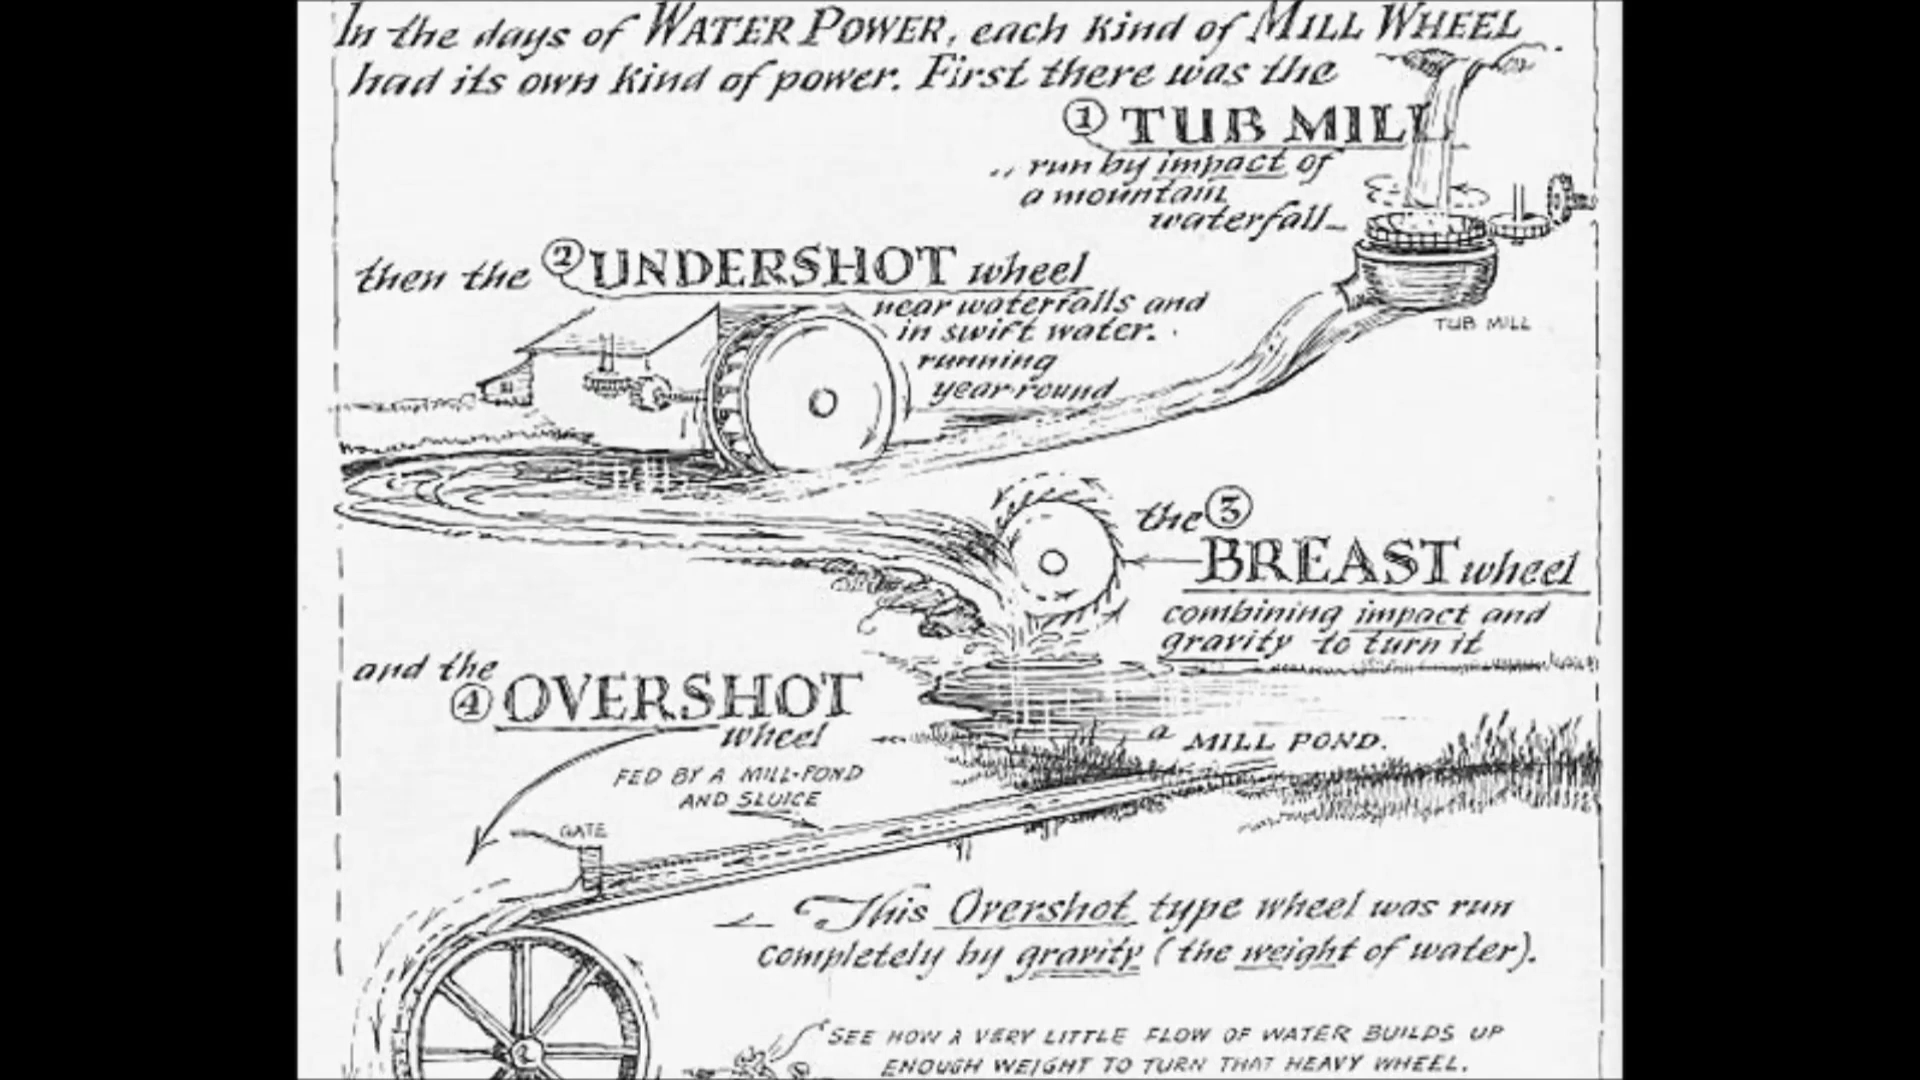 In the days of WATER POWER, each kind of MILL WHEEL
had its own kind of power. First there was the
① TUB MILL
.. run by impact of
a mountain
waterfall
TUB MILL
then the ② UNDERSHOT wheel
near waterfalls and
in swift water.
running
year-round
the ③
BREAST wheel
combining impact and
gravity to turn it
and the
④ OVERSHOT
wheel
a MILL POND.
FED BY A MILL-POND
AND SLUICE
GATE
This Overshot type wheel was run
completely by gravity (the weight of water).
SEE HOW A VERY LITTLE FLOW OF WATER BUILDS UP
ENOUGH WEIGHT TO TURN THAT HEAVY WHEEL.